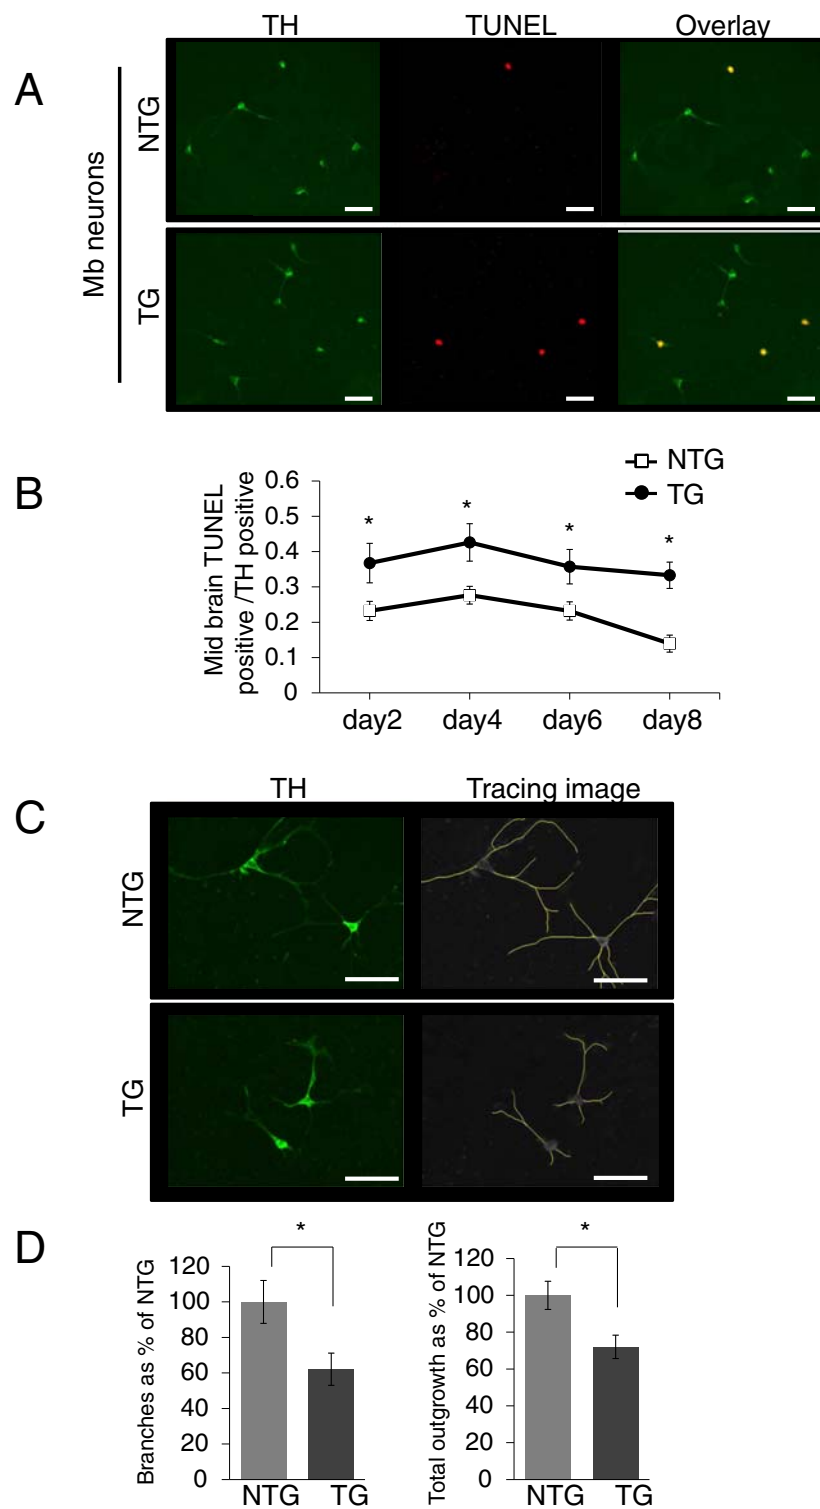 TH TUNEL Overlay
A
Mb neurons
NTG
TG
B
Mid brain TUNEL
positive /TH positive
0.6
0.5
0.4
0.3
0.2
0.1
0
NTG
TG
* * * *
day2 day4 day6 day8
C
TH Tracing image
NTG
TG
D
Branches as % of NTG
120
100
80
60
40
20
0
*
NTG TG
Total outgrowth as % of NTG
120
100
80
60
40
20
0
*
NTG TG